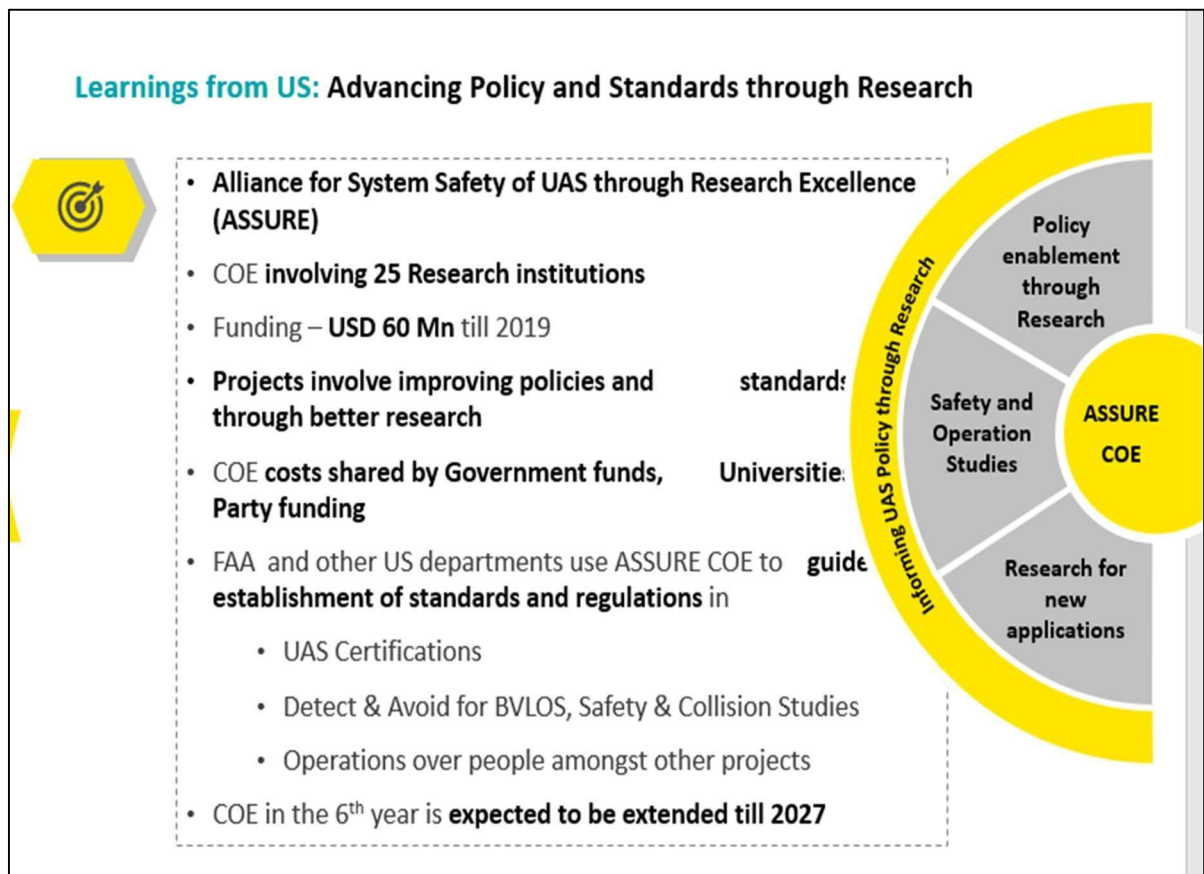 Learnings from US: Advancing Policy and Standards through Research
• Alliance for System Safety of UAS through Research Excellence
(ASSURE)
• COE involving 25 Research institutions
• Funding – USD 60 Mn till 2019
• Projects involve improving policies and standards
through better research
• COE costs shared by Government funds, Universities
Party funding
• FAA and other US departments use ASSURE COE to guide
establishment of standards and regulations in
• UAS Certifications
• Detect & Avoid for BVLOS, Safety & Collision Studies
• Operations over people amongst other projects
• COE in the 6th year is expected to be extended till 2027
Informing UAS Policy through Research
Policy
enablement
through
Research
Safety and
Operation
Studies
Research for
new
applications
ASSURE
COE